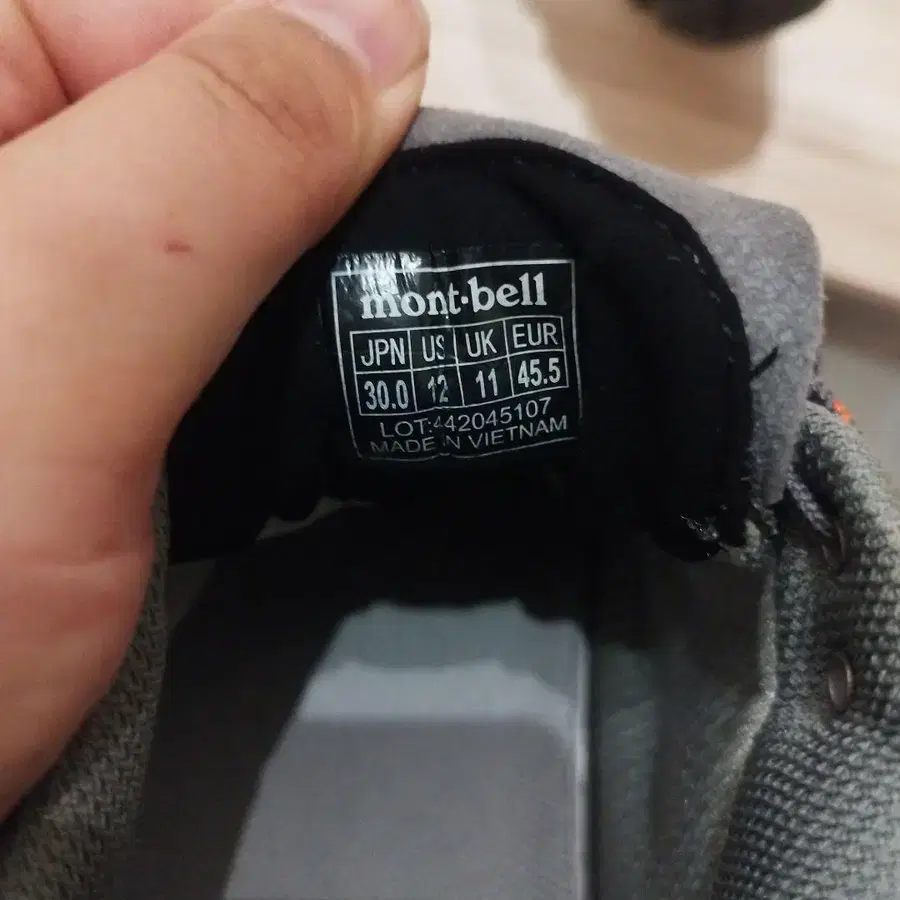 mont·bell
JPN US UK EUR
30.0 12 11 45.5
LOT:442045107
MADE IN VIETNAM